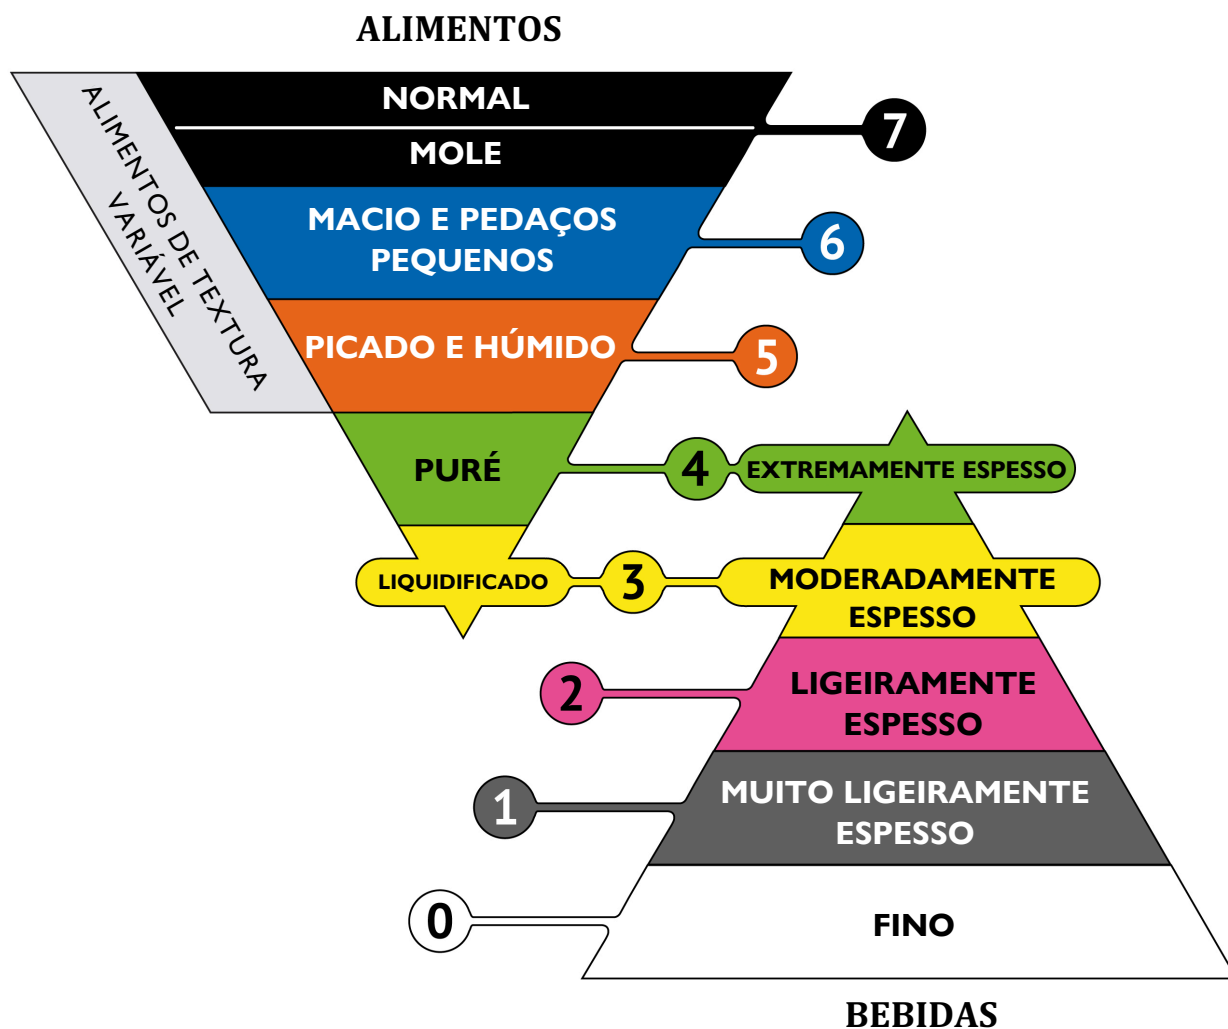 ALIMENTOS
ALIMENTOS DE TEXTURA
VARIÁVEL
NORMAL
MOLE
7
MACIO E PEDAÇOS
PEQUENOS
6
PICADO E HÚMIDO
5
PURÉ
4
EXTREMAMENTE ESPESSO
LIQUIDIFICADO
3
MODERADAMENTE
ESPESSO
2
LIGEIRAMENTE
ESPESSO
1
MUITO LIGEIRAMENTE
ESPESSO
0
FINO
BEBIDAS